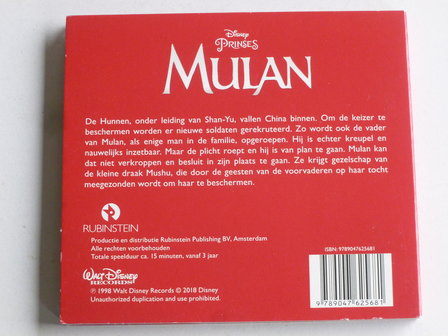 Disney
PRINSES
MULAN
De Hunnen, onder leiding van Shan-Yu, vallen China binnen. Om de keizer te
beschermen worden er nieuwe soldaten gerekruteerd. Zo wordt ook de vader
van Mulan, als enige man in de familie, opgeroepen. Hij is echter kreupel en
nauwelijks inzetbaar. Maar de plicht roept en hij is van plan te gaan. Mulan kan
dat niet verkroppen en besluit in zijn plaats te gaan. Ze krijgt gezelschap van
de kleine draak Mushu, die door de geesten van de voorvaderen op haar tocht
meegezonden wordt om haar te beschermen.
RUBINSTEIN
Productie en distributie Rubinstein Publishing BV, Amsterdam
Alle rechten voorbehouden
Totale speelduur ca. 15 minuten, vanaf 3 jaar
WALT DISNEY
RECORDS
℗ 1998 Walt Disney Records © 2018 Disney
Unauthorized duplication and use prohibited.
ISBN: 9789047625681
9 789047 625681